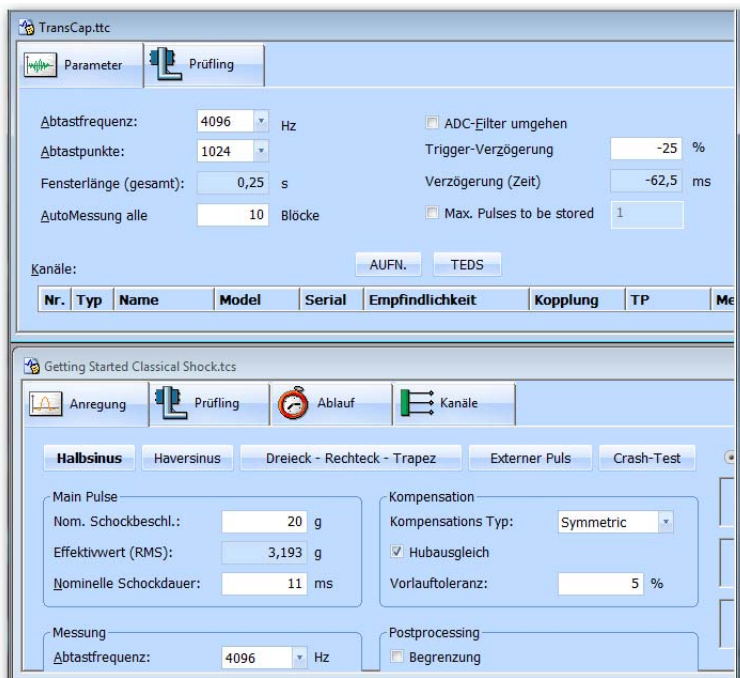 TransCap.ttc
Parameter Prüfling
Abtastfrequenz: 4096 Hz ADC-Filter umgehen
Abtastpunkte: 1024 Trigger-Verzögerung -25 %
Fensterlänge (gesamt): 0,25 s Verzögerung (Zeit) -62,5 ms
AutoMessung alle 10 Blöcke Max. Pulses to be stored 1
Kanäle: AUFN. TEDS
Nr. Typ Name Model Serial Empfindlichkeit Kopplung TP Me
Getting Started Classical Shock.tcs
Anregung Prüfling Ablauf Kanäle
Halbsinus Haversinus Dreieck - Rechteck - Trapez Externer Puls Crash-Test
Main Pulse Kompensation
Nom. Schockbeschl.: 20 g Kompensations Typ: Symmetric
Effektivwert (RMS): 3,193 g Hubausgleich
Nominelle Schockdauer: 11 ms Vorlauftoleranz: 5 %
Messung Postprocessing
Abtastfrequenz: 4096 Hz Begrenzung